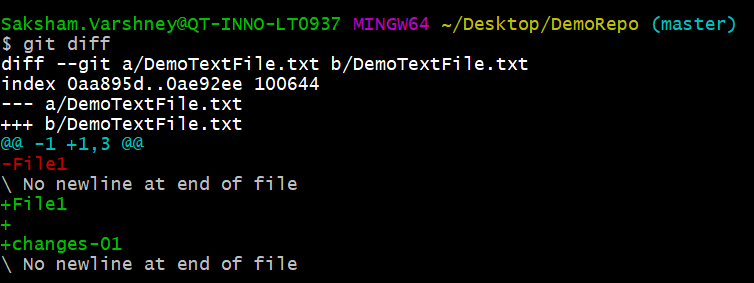 Saksham.Varshney@QT-INNO-LT0937 MINGW64 ~/Desktop/DemoRepo (master)
$ git diff
diff --git a/DemoTextFile.txt b/DemoTextFile.txt
index 0aa895d..0ae92ee 100644
--- a/DemoTextFile.txt
+++ b/DemoTextFile.txt
@@ -1 +1,3 @@
-File1
\ No newline at end of file
+File1
+
+changes-01
\ No newline at end of file